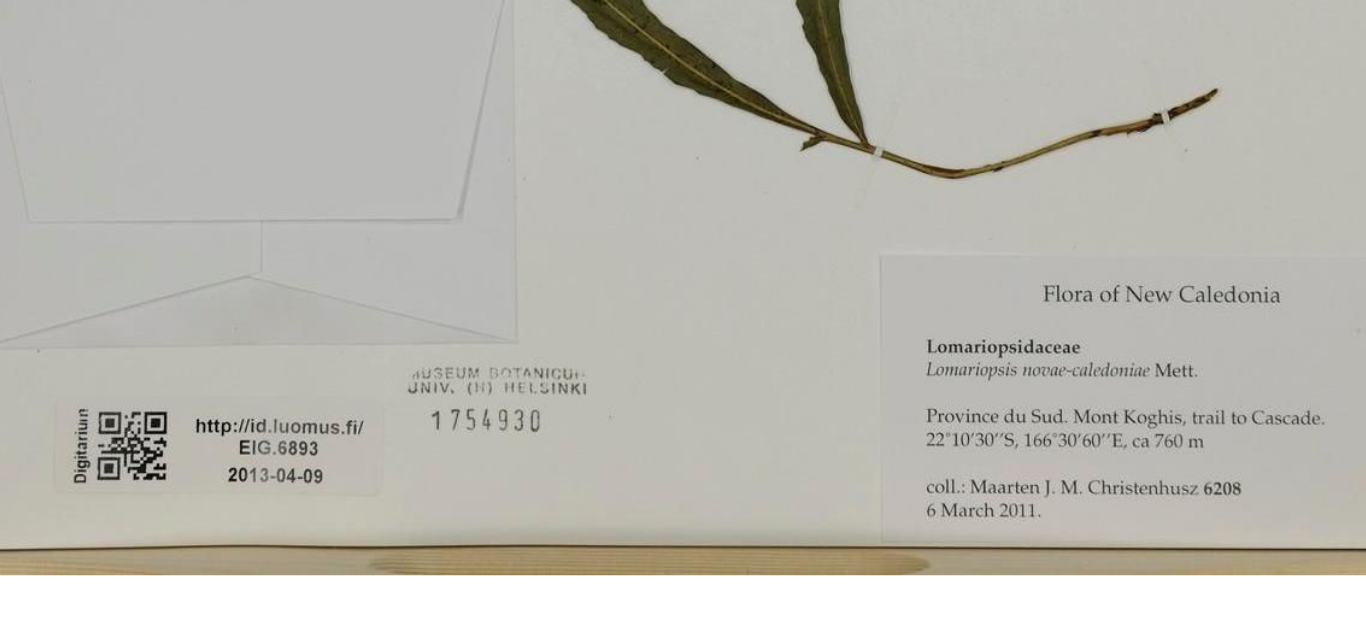 Flora of New Caledonia
Lomariopsidaceae
Lomariopsis novae-caledoniae Mett.
Province du Sud. Mont Koghis, trail to Cascade.
22°10'30''S, 166°30'60''E, ca 760 m
coll.: Maarten J. M. Christenhusz 6208
6 March 2011.
MUSEUM BOTANICUM
UNIV. (H) HELSINKI
1754930
Digitarium
http://id.luomus.fi/
EIG.6893
2013-04-09